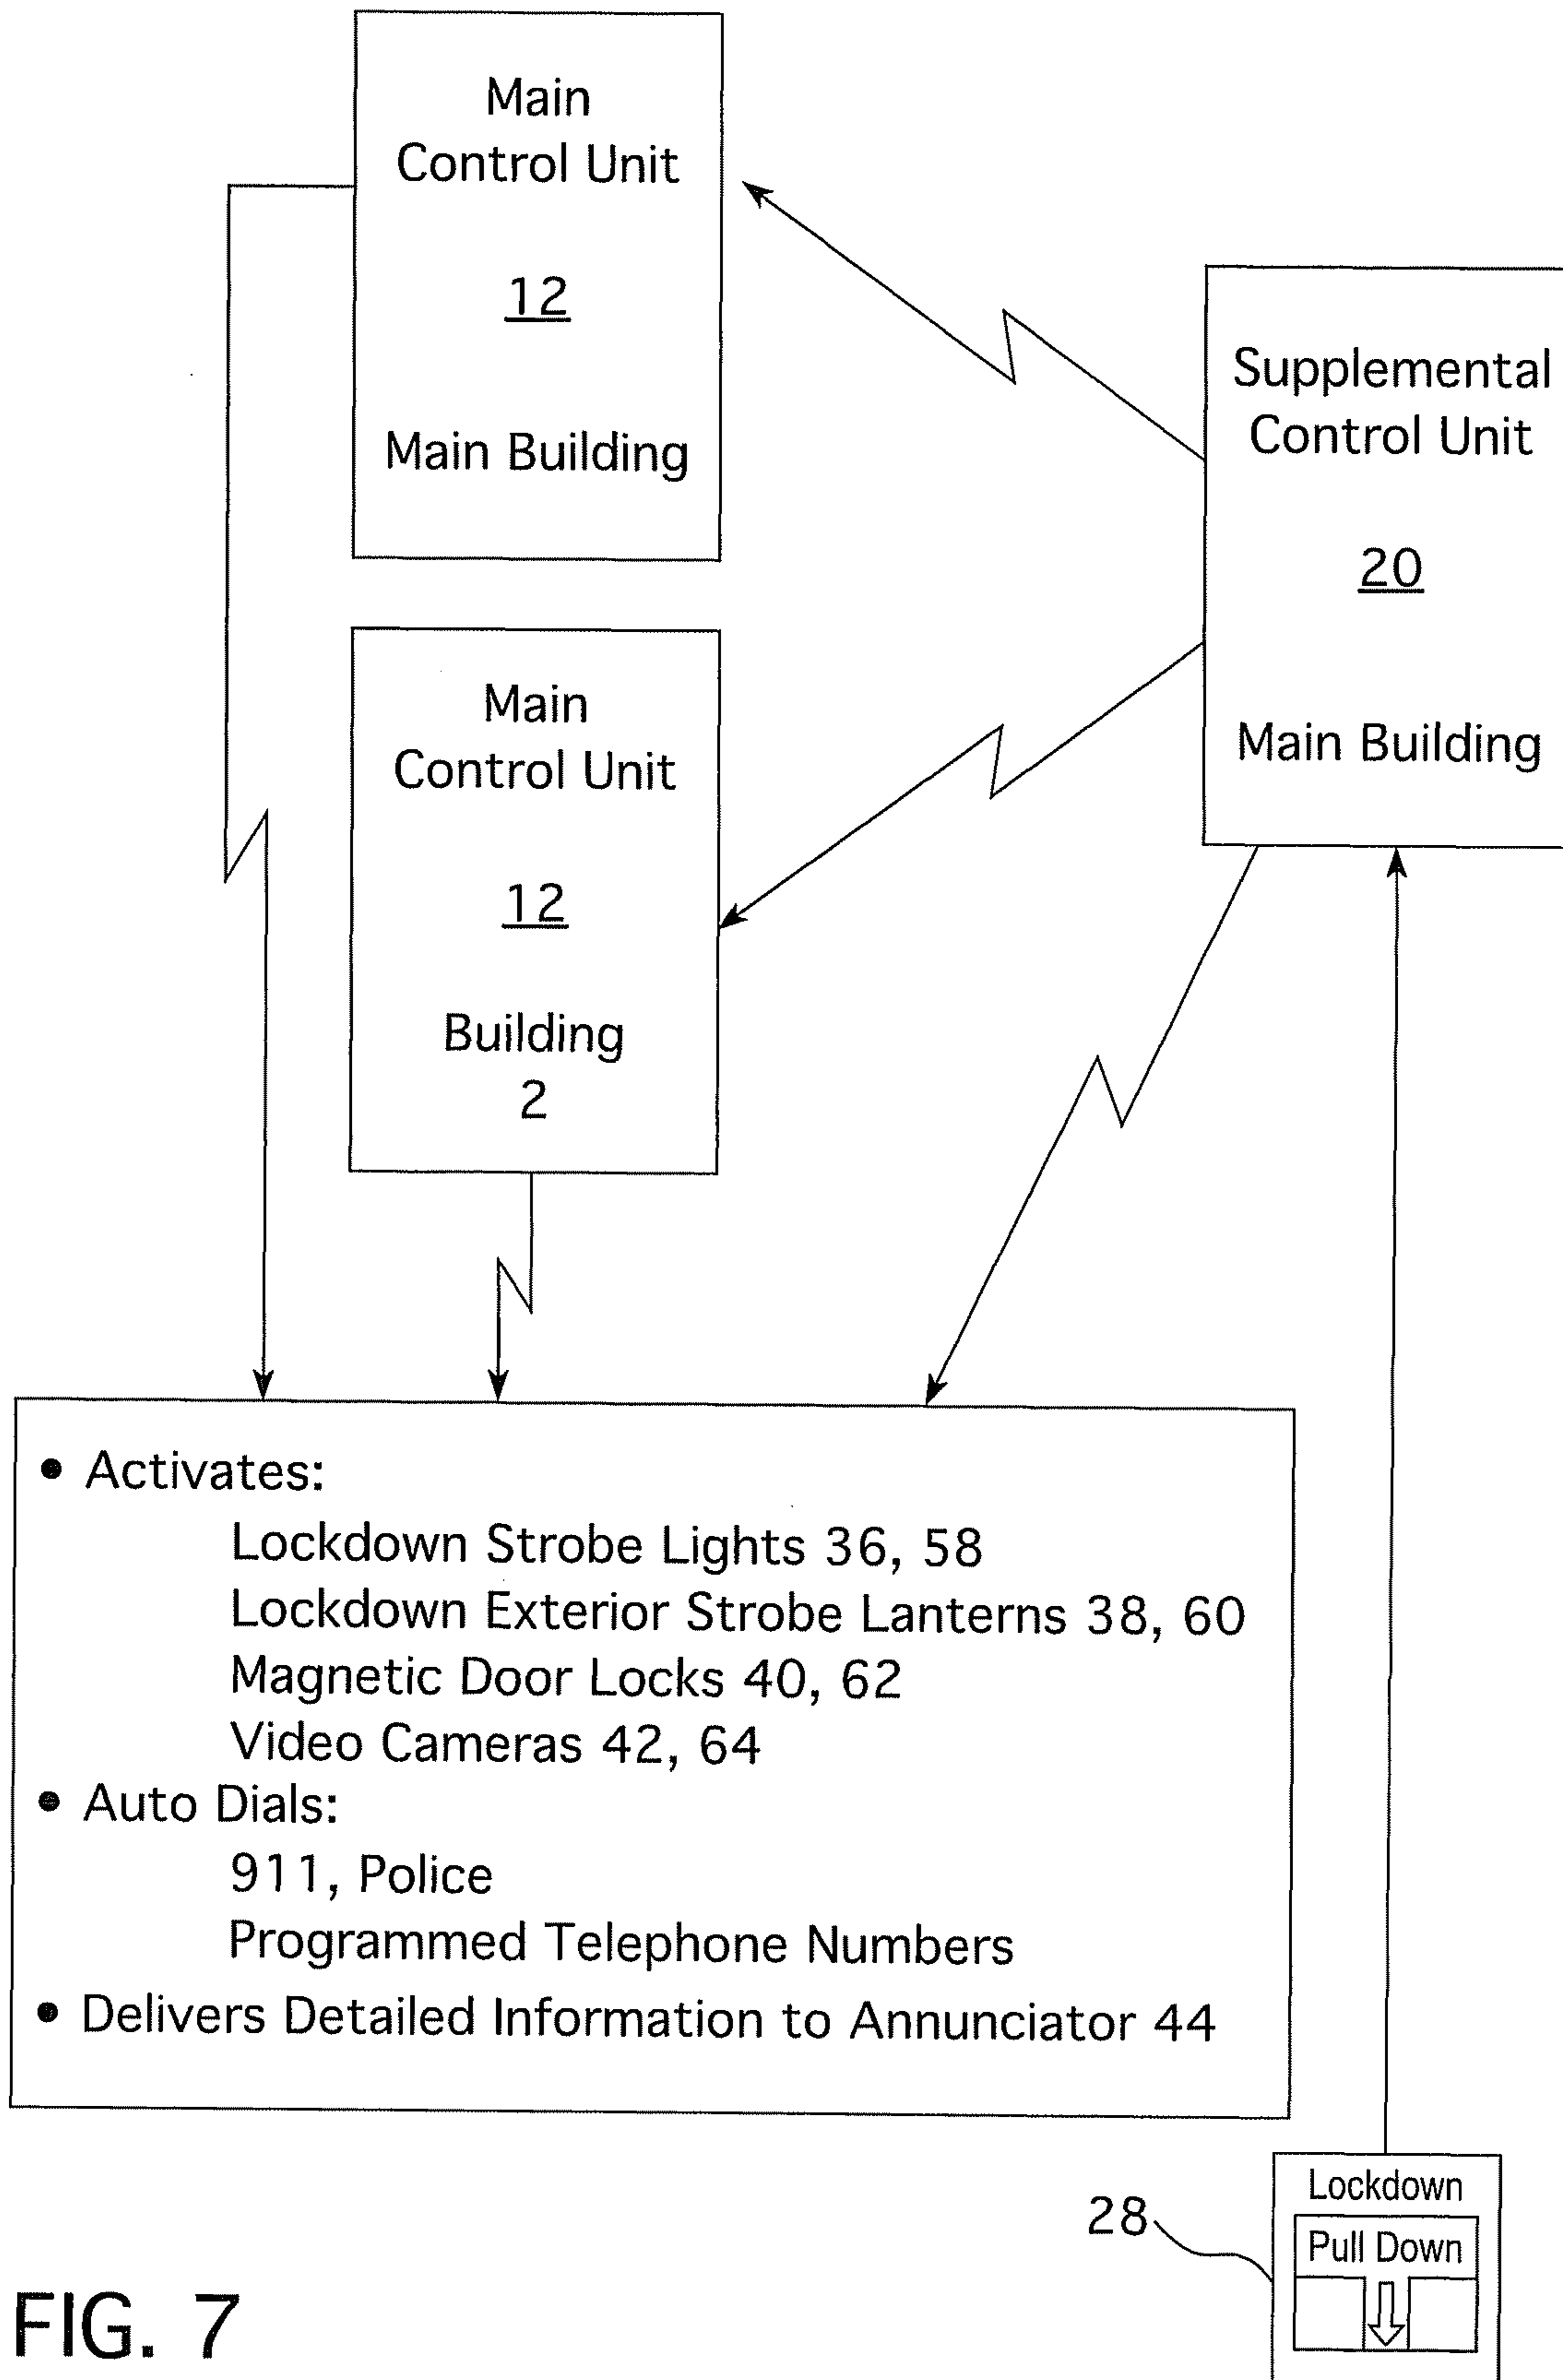 Main
Control Unit
12
Main Building
Supplemental
Control Unit
20
Main Building
Main
Control Unit
12
Building
2
• Activates:
Lockdown Strobe Lights 36, 58
Lockdown Exterior Strobe Lanterns 38, 60
Magnetic Door Locks 40, 62
Video Cameras 42, 64
• Auto Dials:
911, Police
Programmed Telephone Numbers
• Delivers Detailed Information to Annunciator 44
28
Lockdown
Pull Down
FIG. 7